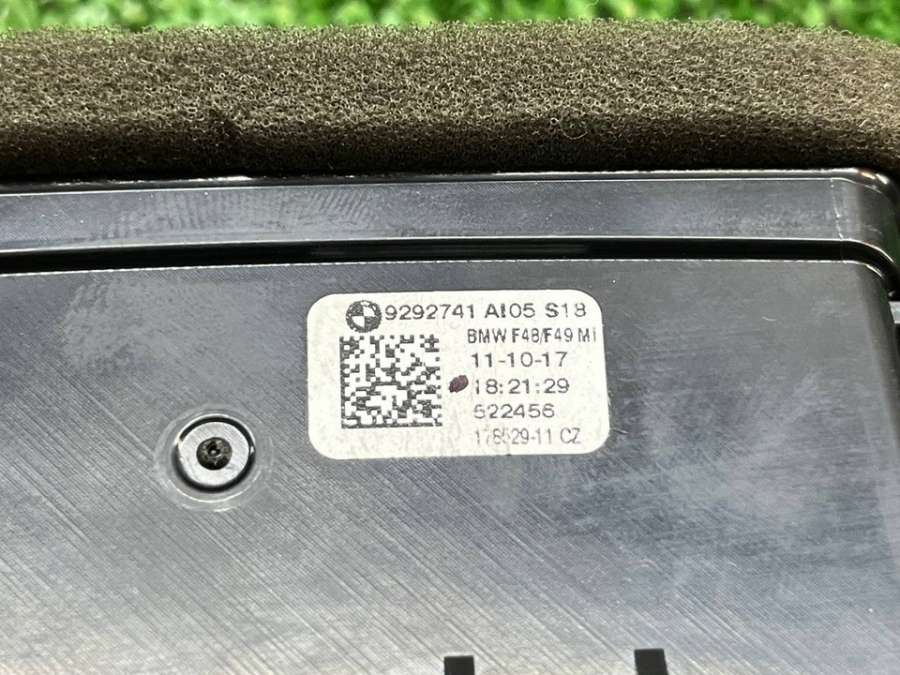 9292741 AI05 S18
BMW F48/F49 MI
11-10-17
18:21:29
522456
178529-11 CZ